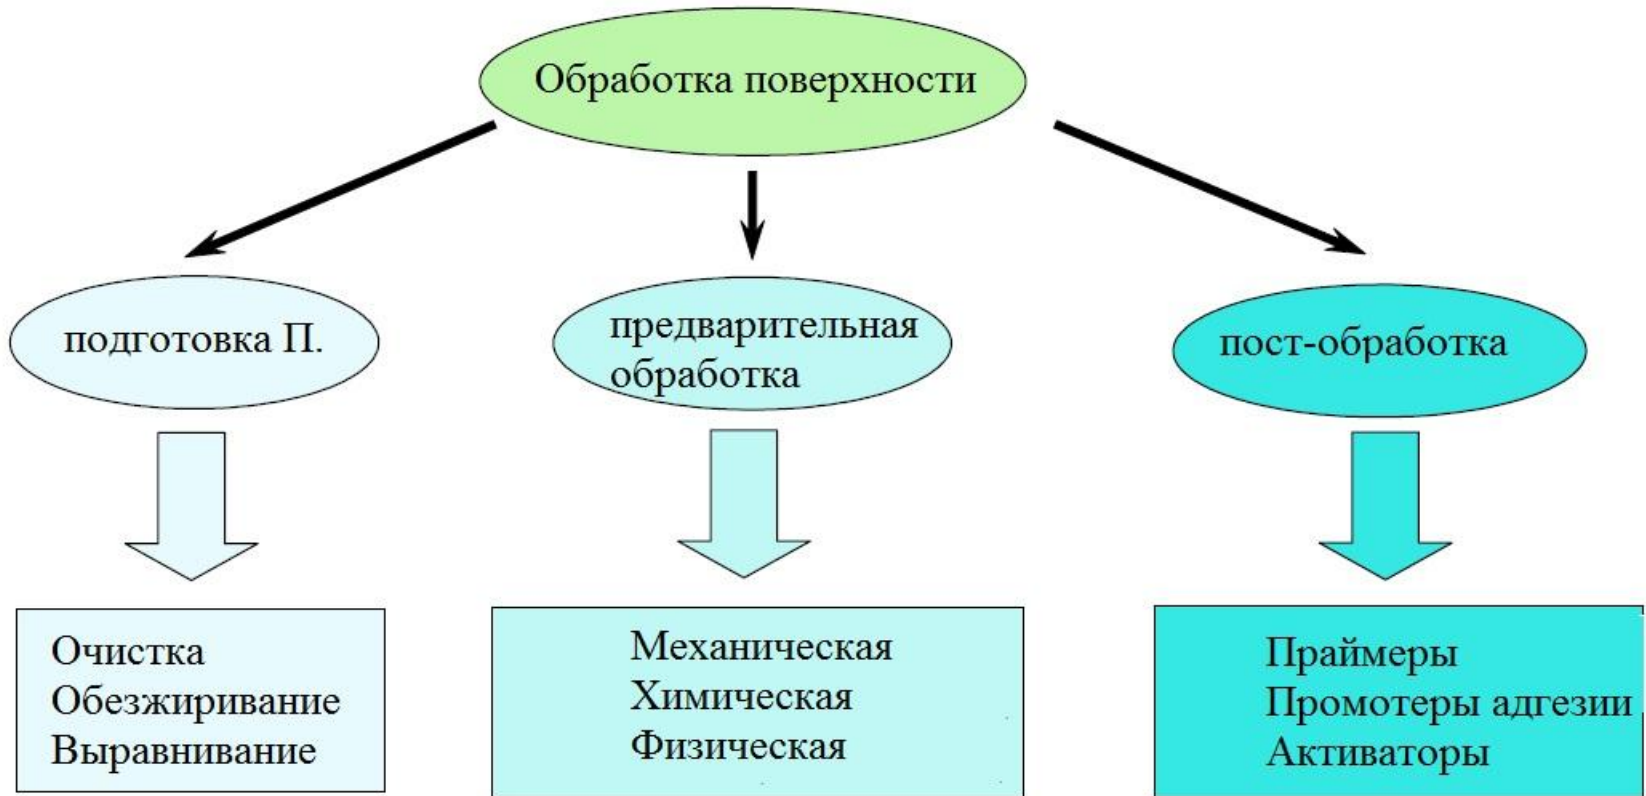 Обработка поверхности
подготовка П.
предварительная
обработка
пост-обработка
Очистка
Обезжиривание
Выравнивание
Механическая
Химическая
Физическая
Праймеры
Промотеры адгезии
Активаторы